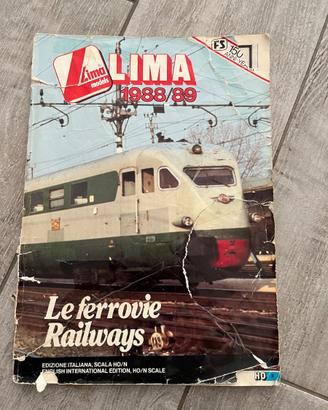 Lima
models
LIMA
1988/89
FS
150
Le ferrovie
Railways
EDIZIONE ITALIANA, SCALA HO/N
ENGLISH INTERNATIONAL EDITION, HO/N SCALE
HO